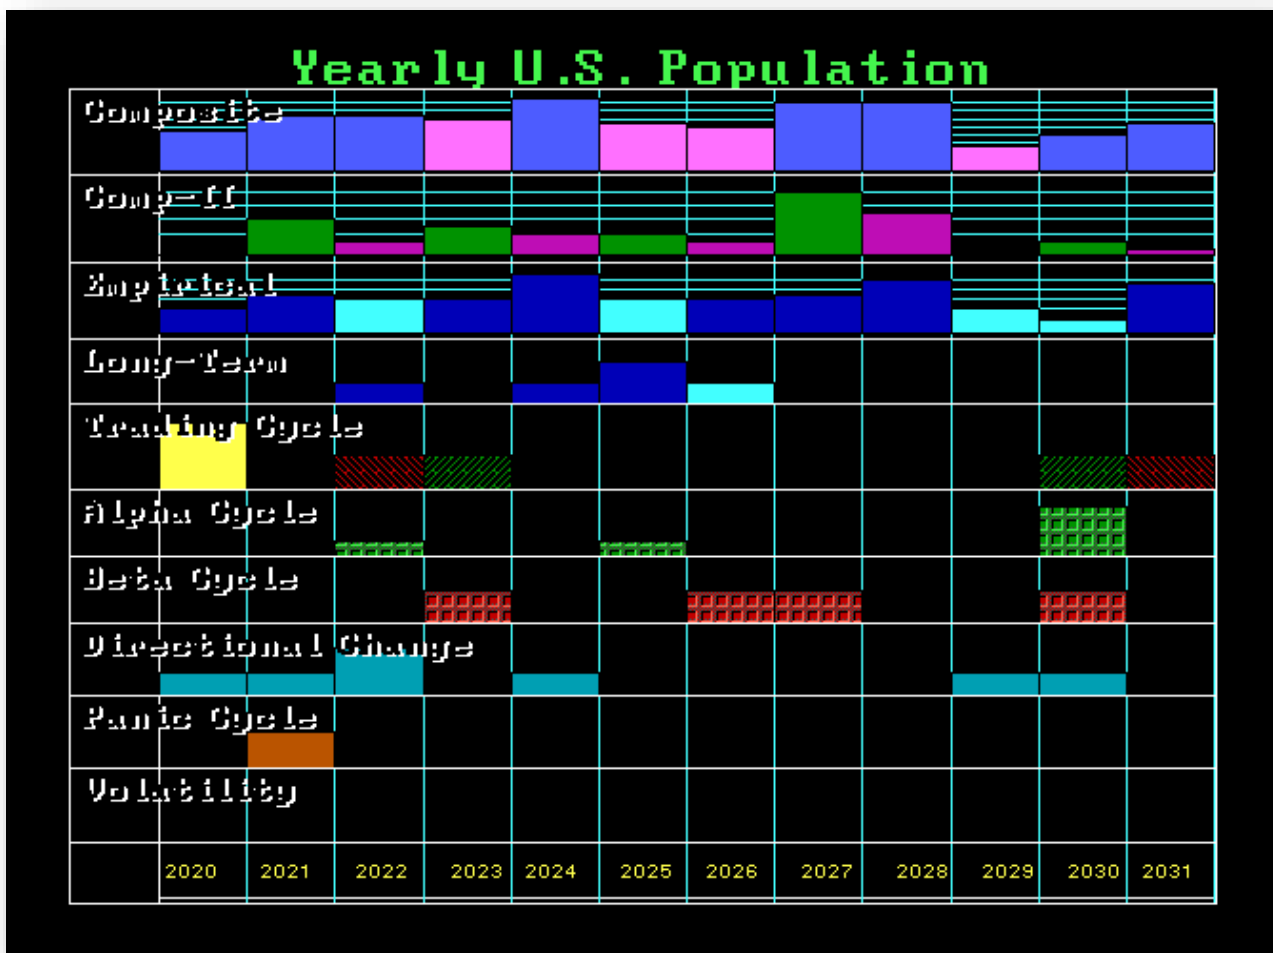 Yearly U.S. Population
Composite
Comp-II
Empirical
Long-Term
Trading Cycle
Alpha Cycle
Beta Cycle
Directional Change
Panic Cycle
Volatility
2020 2021 2022 2023 2024 2025 2026 2027 2028 2029 2030 2031